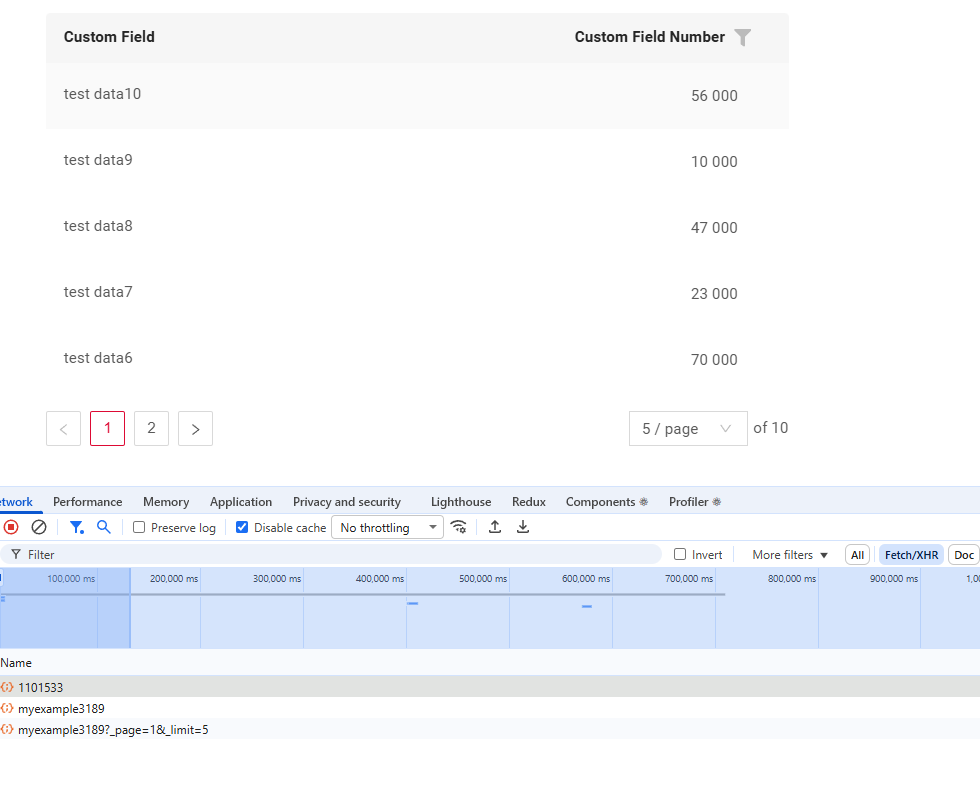 Custom Field Custom Field Number
test data10 56 000
test data9 10 000
test data8 47 000
test data7 23 000
test data6 70 000
< 1 2 > 5 / page of 10
etwork Performance Memory Application Privacy and security Lighthouse Redux Components Profiler
Preserve log Disable cache No throttling
Filter Invert More filters All Fetch/XHR Doc
100,000 ms 200,000 ms 300,000 ms 400,000 ms 500,000 ms 600,000 ms 700,000 ms 800,000 ms 900,000 ms 1,0
Name
{;} 1101533
{;} myexample3189
{;} myexample3189?_page=1&_limit=5